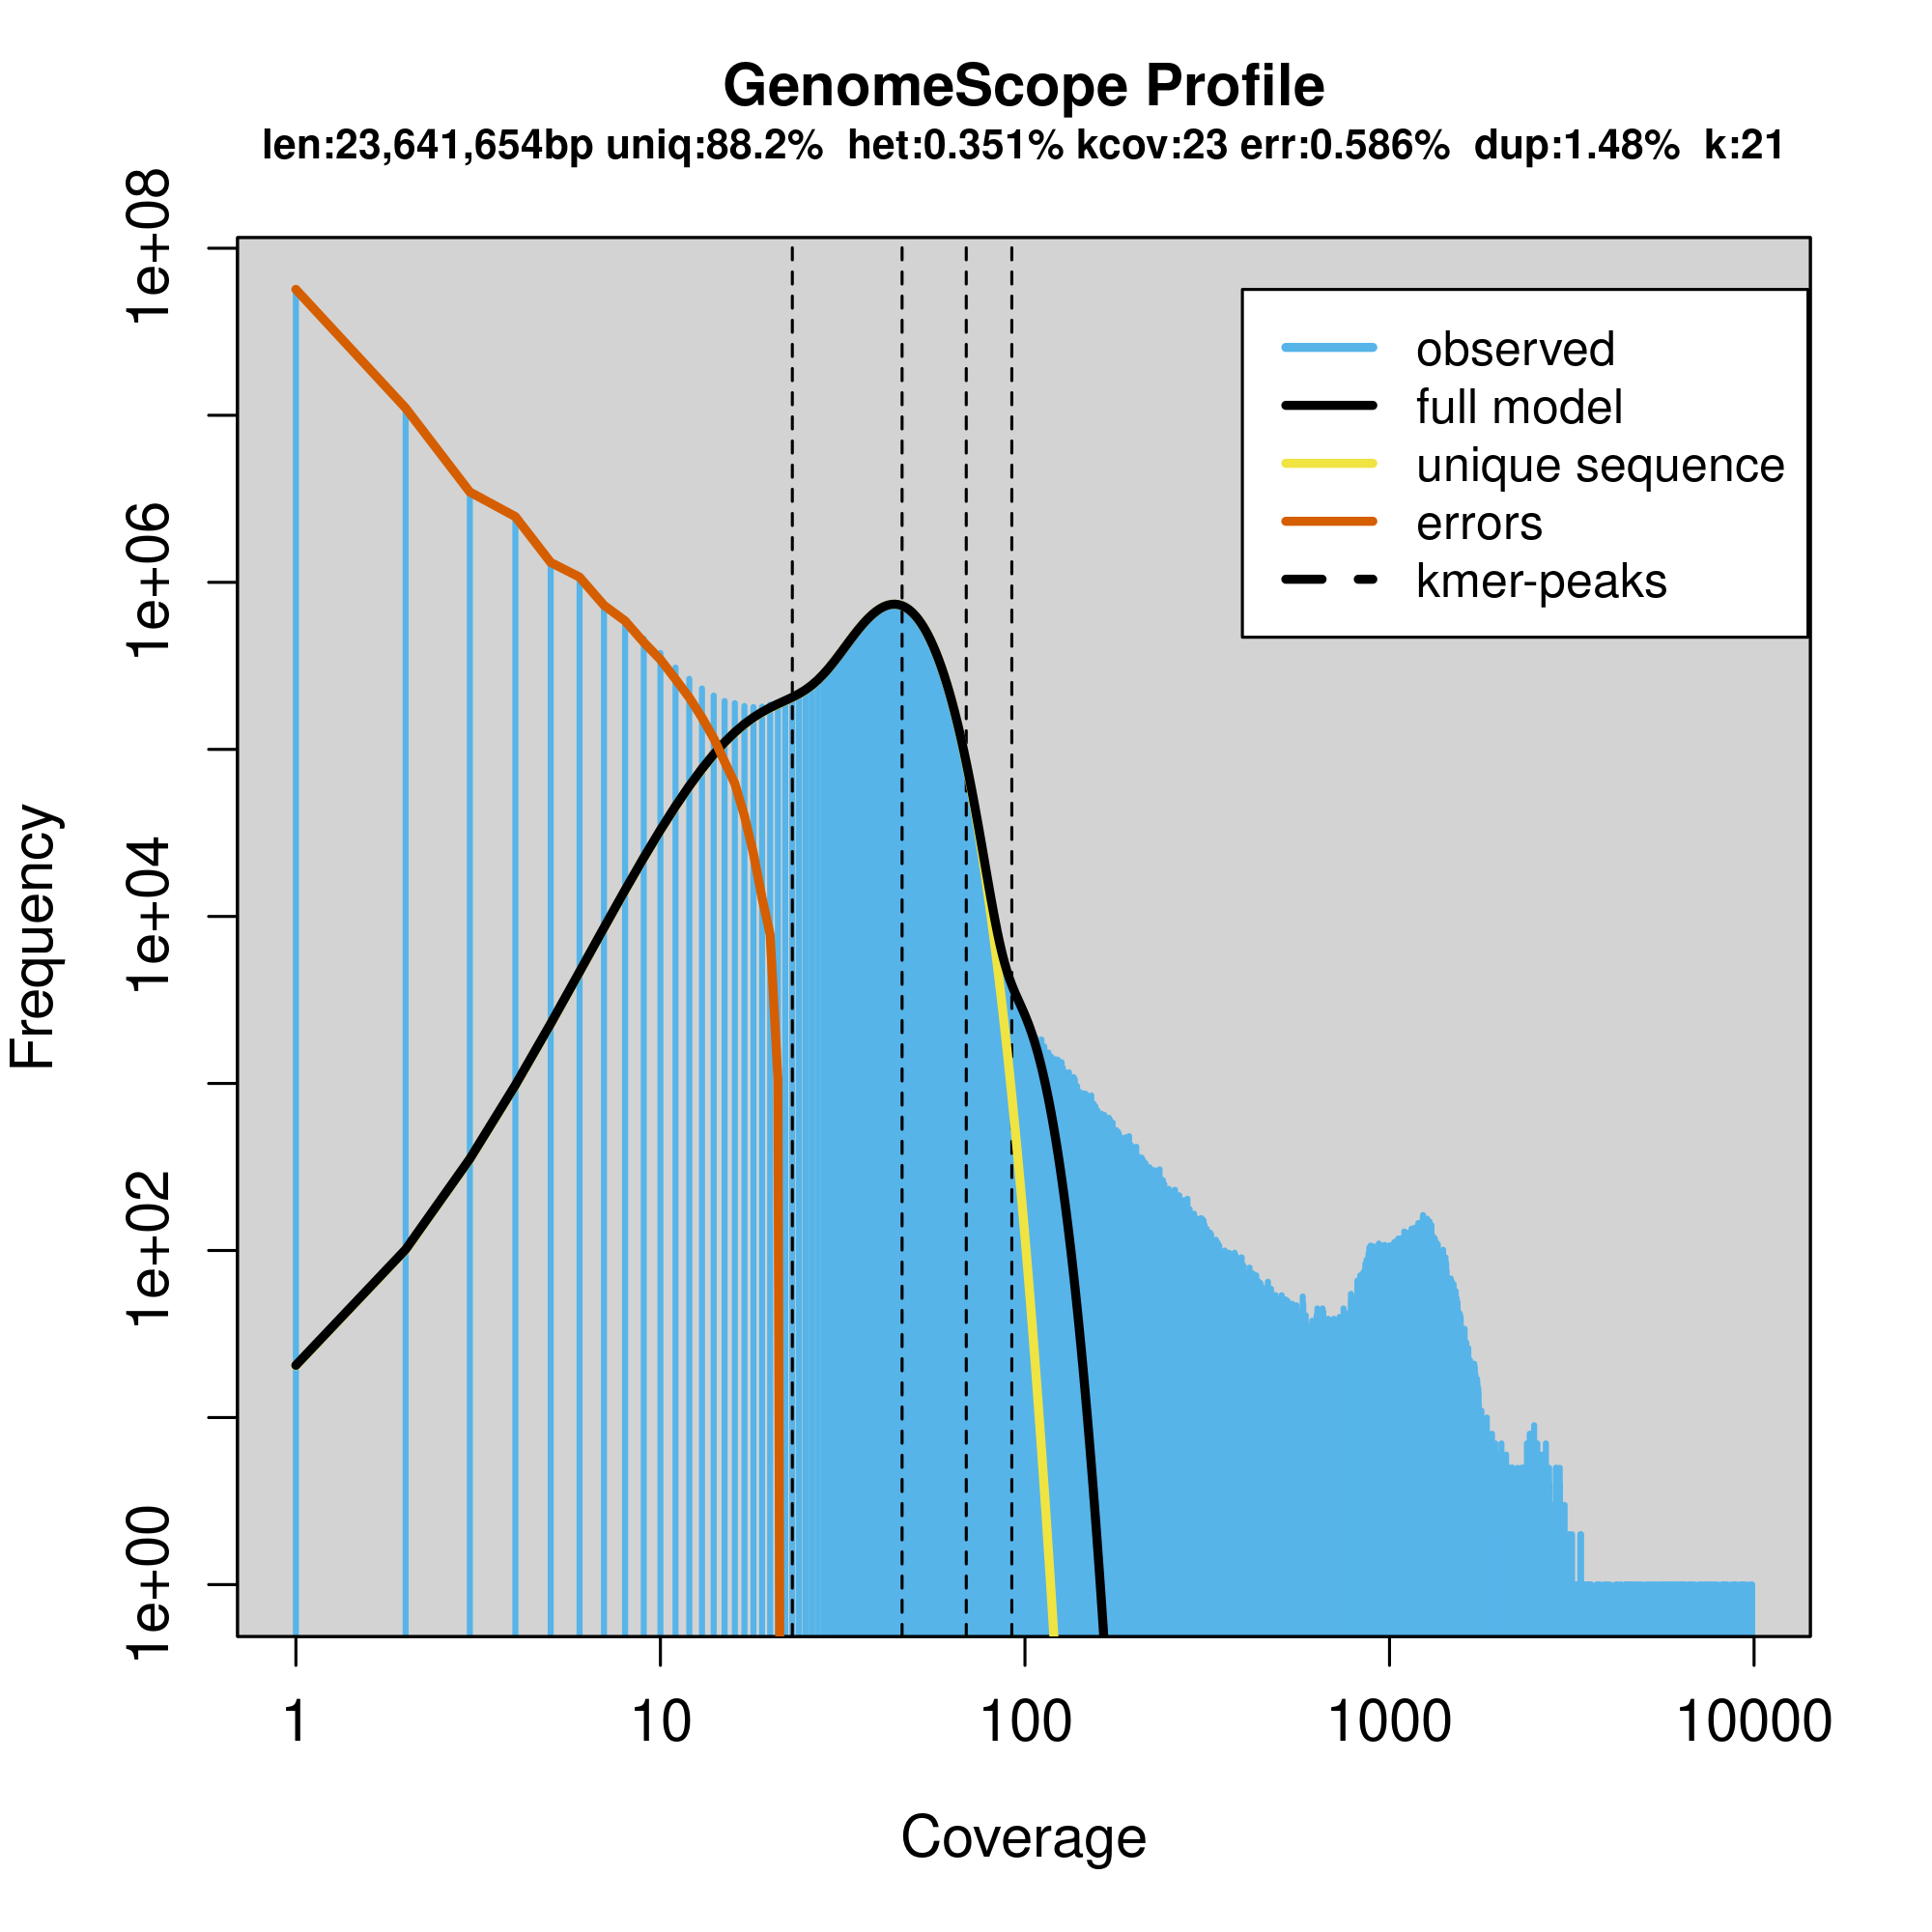 GenomeScope Profile
len:23,641,654bp uniq:88.2% het:0.351% kcov:23 err:0.586% dup:1.48% k:21
Frequency
1e+08
1e+06
1e+04
1e+02
1e+00
observed
full model
unique sequence
errors
kmer-peaks
1 10 100 1000 10000
Coverage